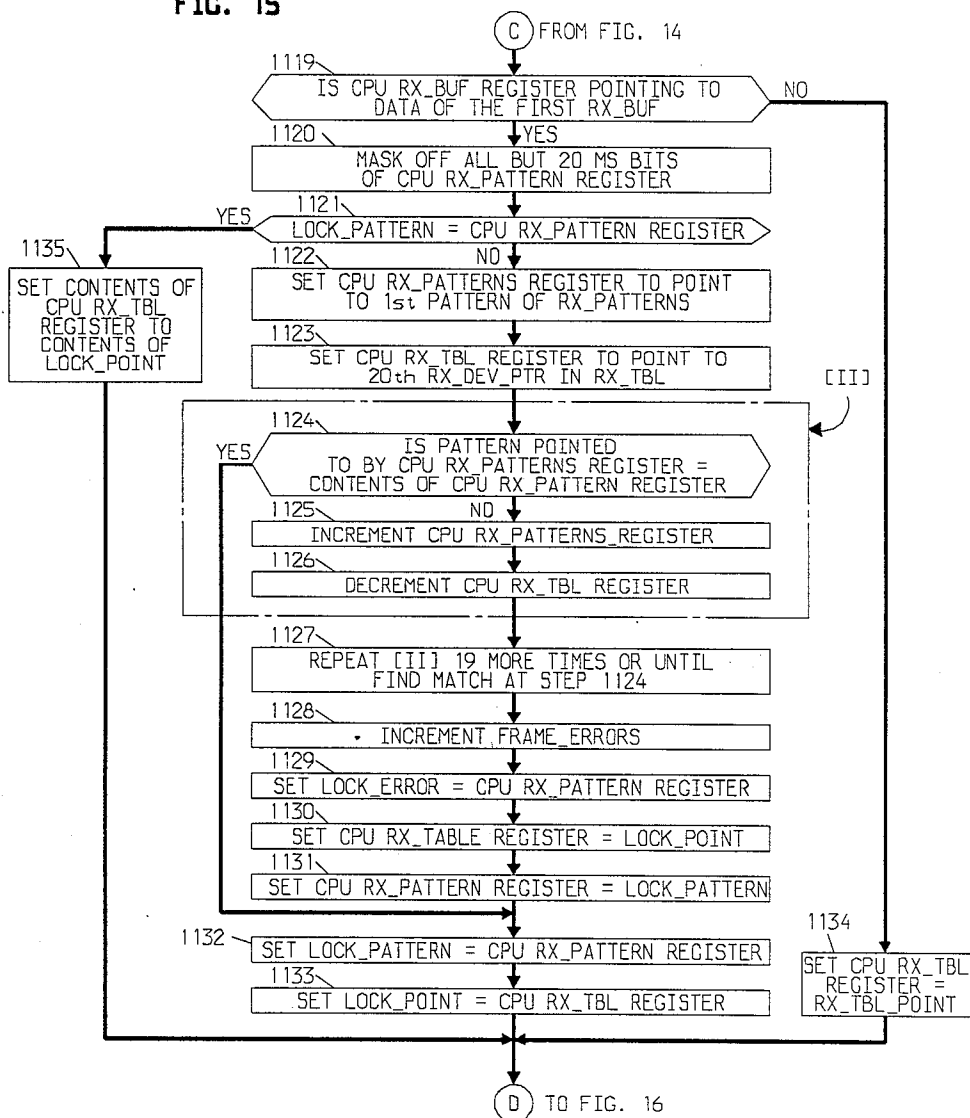 FIG. 15
C FROM FIG. 14
1119
IS CPU RX_BUF REGISTER POINTING TO
DATA OF THE FIRST RX_BUF
NO
YES
1120
MASK OFF ALL BUT 20 MS BITS
OF CPU RX_PATTERN REGISTER
1121
YES
LOCK_PATTERN = CPU RX_PATTERN REGISTER
NO
1135
SET CONTENTS OF
CPU RX_TBL
REGISTER TO
CONTENTS OF
LOCK_POINT
1122
SET CPU RX_PATTERNS REGISTER TO POINT
TO 1st PATTERN OF RX_PATTERNS
1123
SET CPU RX_TBL REGISTER TO POINT TO
20th RX_DEV_PTR IN RX_TBL
[II]
1124
YES
IS PATTERN POINTED
TO BY CPU RX_PATTERNS REGISTER =
CONTENTS OF CPU RX_PATTERN REGISTER
NO
1125
INCREMENT CPU RX_PATTERNS_REGISTER
1126
DECREMENT CPU RX_TBL REGISTER
1127
REPEAT [II] 19 MORE TIMES OR UNTIL
FIND MATCH AT STEP 1124
1128
INCREMENT FRAME_ERRORS
1129
SET LOCK_ERROR = CPU RX_PATTERN REGISTER
1130
SET CPU RX_TABLE REGISTER = LOCK_POINT
1131
SET CPU RX_PATTERN REGISTER = LOCK_PATTERN
1132
SET LOCK_PATTERN = CPU RX_PATTERN REGISTER
1133
SET LOCK_POINT = CPU RX_TBL REGISTER
1134
SET CPU RX_TBL
REGISTER =
RX_TBL_POINT
D TO FIG. 16